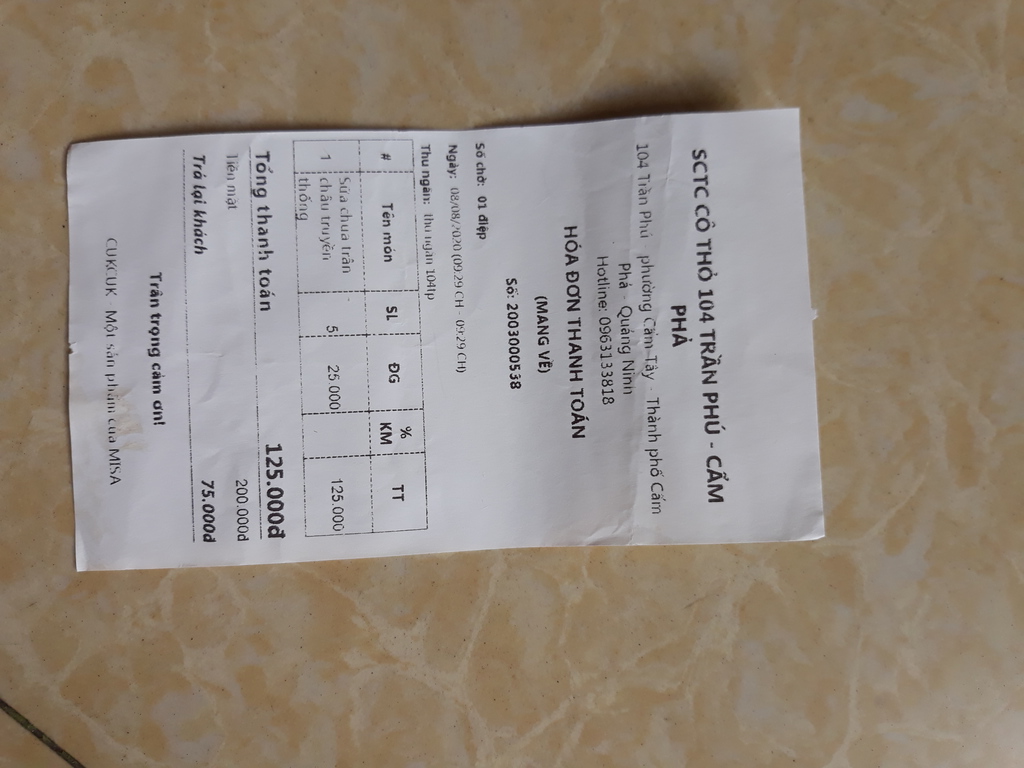 SCTC CÔ THỎ 104 TRẦN PHÚ - CẨM
PHẢ
104 Trần Phú phường Cẩm Tây - Thành phố Cẩm
Phả - Quảng Ninh
Hotline: 0963133818
HÓA ĐƠN THANH TOÁN
(MANG VỀ)
Số: 2003000538
Số chờ: 01 điệp
Ngày: 08/08/2020 (09:29 CH - 09:29 CH)
Thu ngân: thu ngân 104tp
# Tên món SL ĐG % KM TT
1 Sữa chua trân 5 25.000 125.000
châu truyền
thống
Tổng thanh toán 125.000đ
Tiền mặt 200.000đ
Trả lại khách 75.000đ
Trân trọng cảm ơn!
CUKCUK Một sản phẩm của MISA